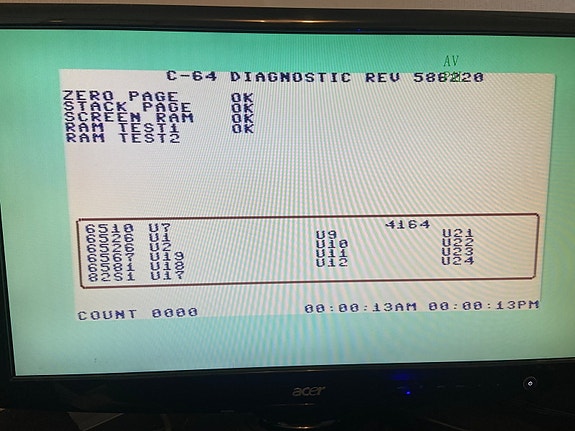 AV
C-64 DIAGNOSTIC REV 586220
ZERO PAGE OK
STACK PAGE OK
SCREEN RAM OK
RAM TEST1 OK
RAM TEST2
4164
6510 U7 U9 U21
6526 U1 U10 U22
6526 U2 U11 U23
6567 U19 U12 U24
6581 U18
82S1 U17
COUNT 0000 00:00:13AM 00:00:13PM
acer